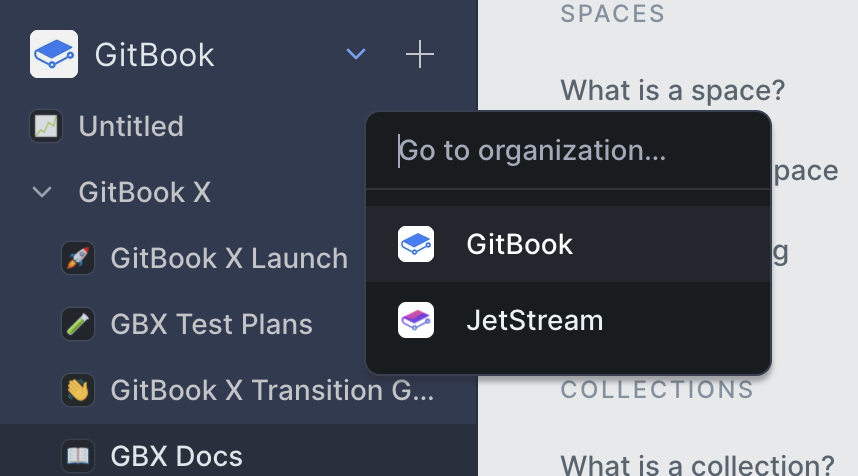 GitBook
Untitled
GitBook X
GitBook X Launch
GBX Test Plans
GitBook X Transition G...
GBX Docs
Go to organization...
GitBook
JetStream
SPACES
What is a space?
pace
g
COLLECTIONS
What is a collection?